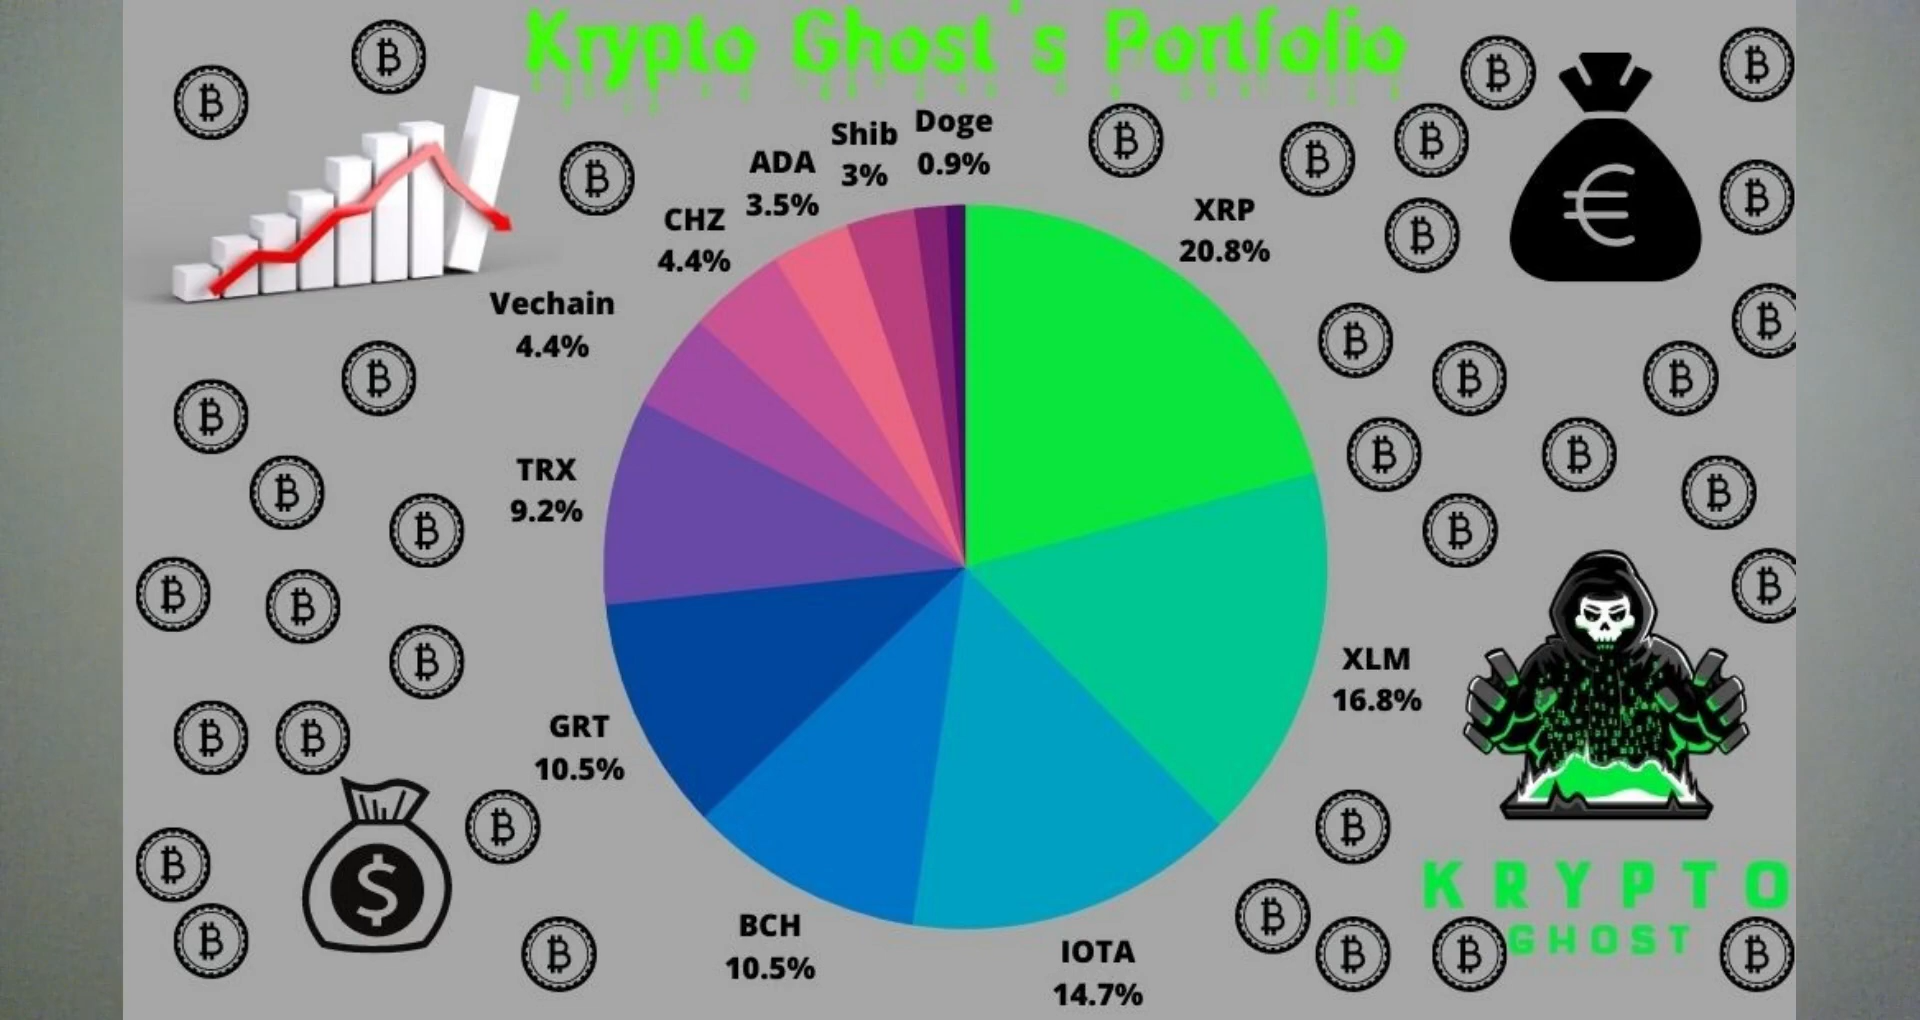 Krypto Ghost's Portfolio
Doge
0.9%
Shib
3%
ADA
3.5%
CHZ
4.4%
Vechain
4.4%
TRX
9.2%
GRT
10.5%
BCH
10.5%
IOTA
14.7%
XLM
16.8%
XRP
20.8%
€
$
KRYPTO
GHOST